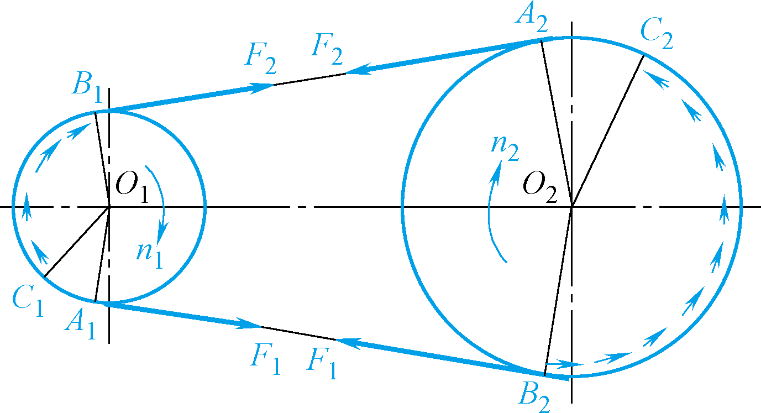 A₂
C₂
F₂ F₂
B₁
n₂
O₁
O₂
n₁
C₁
A₁
F₁ F₁
B₂